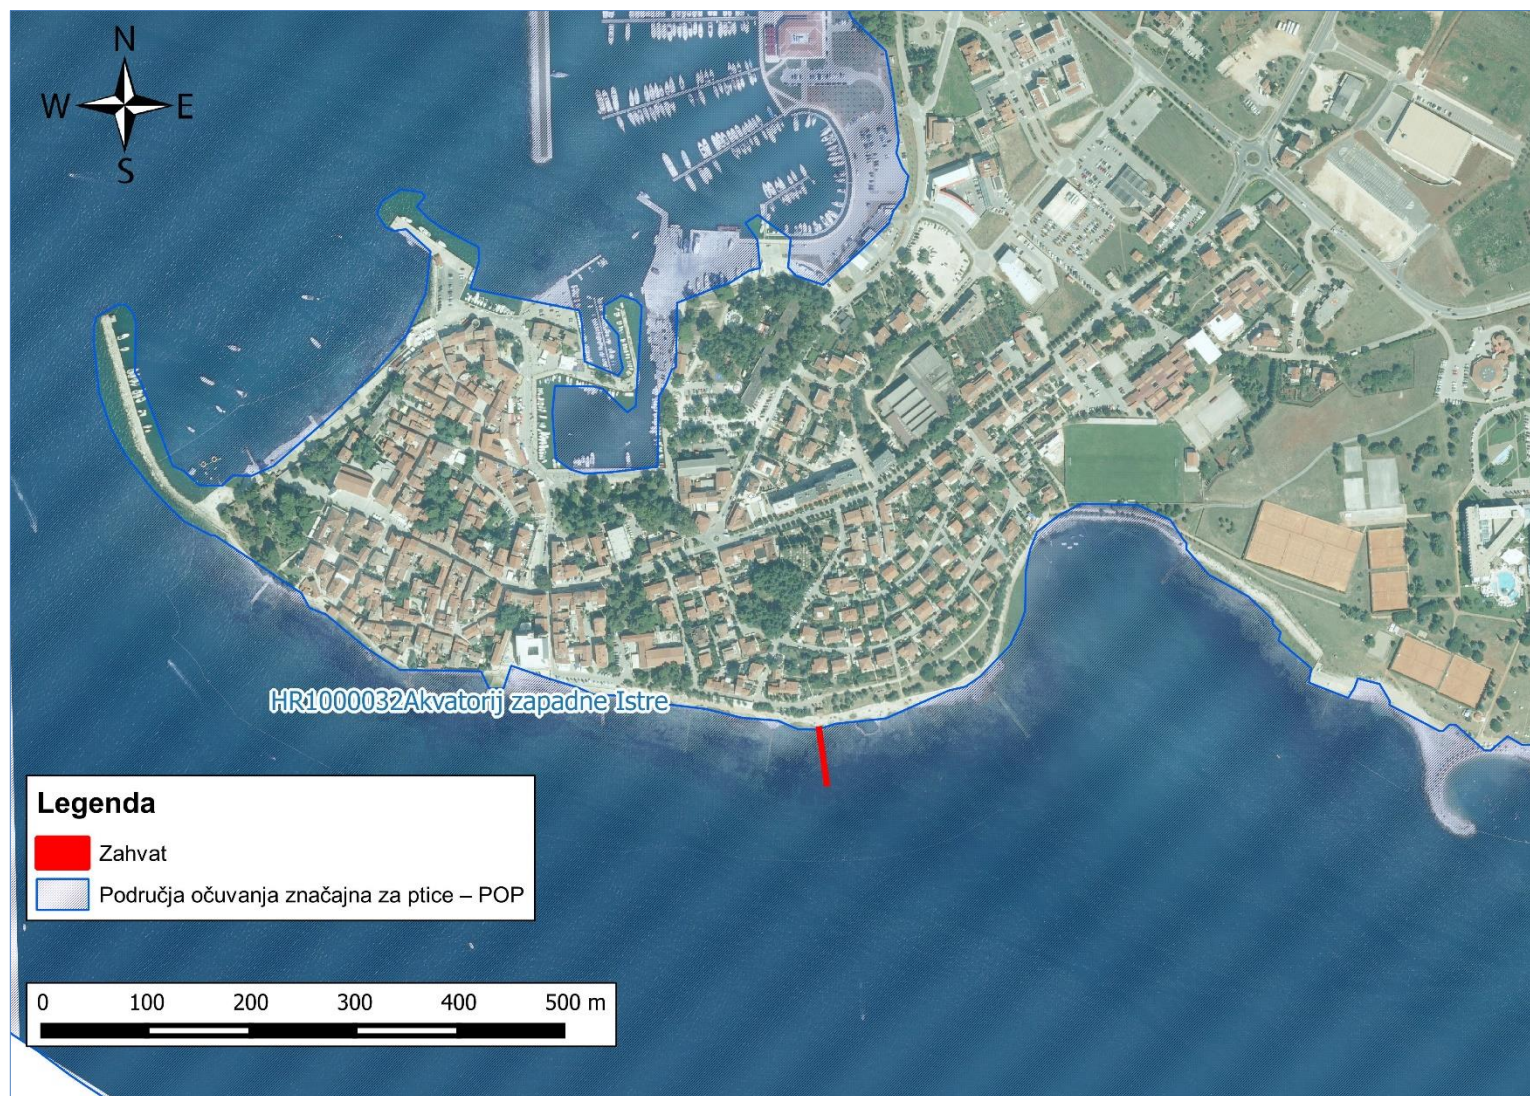 N
W E
S
HR1000032Akvatorij zapadne Istre
Legenda
Zahvat
Područja očuvanja značajna za ptice – POP
0 100 200 300 400 500 m